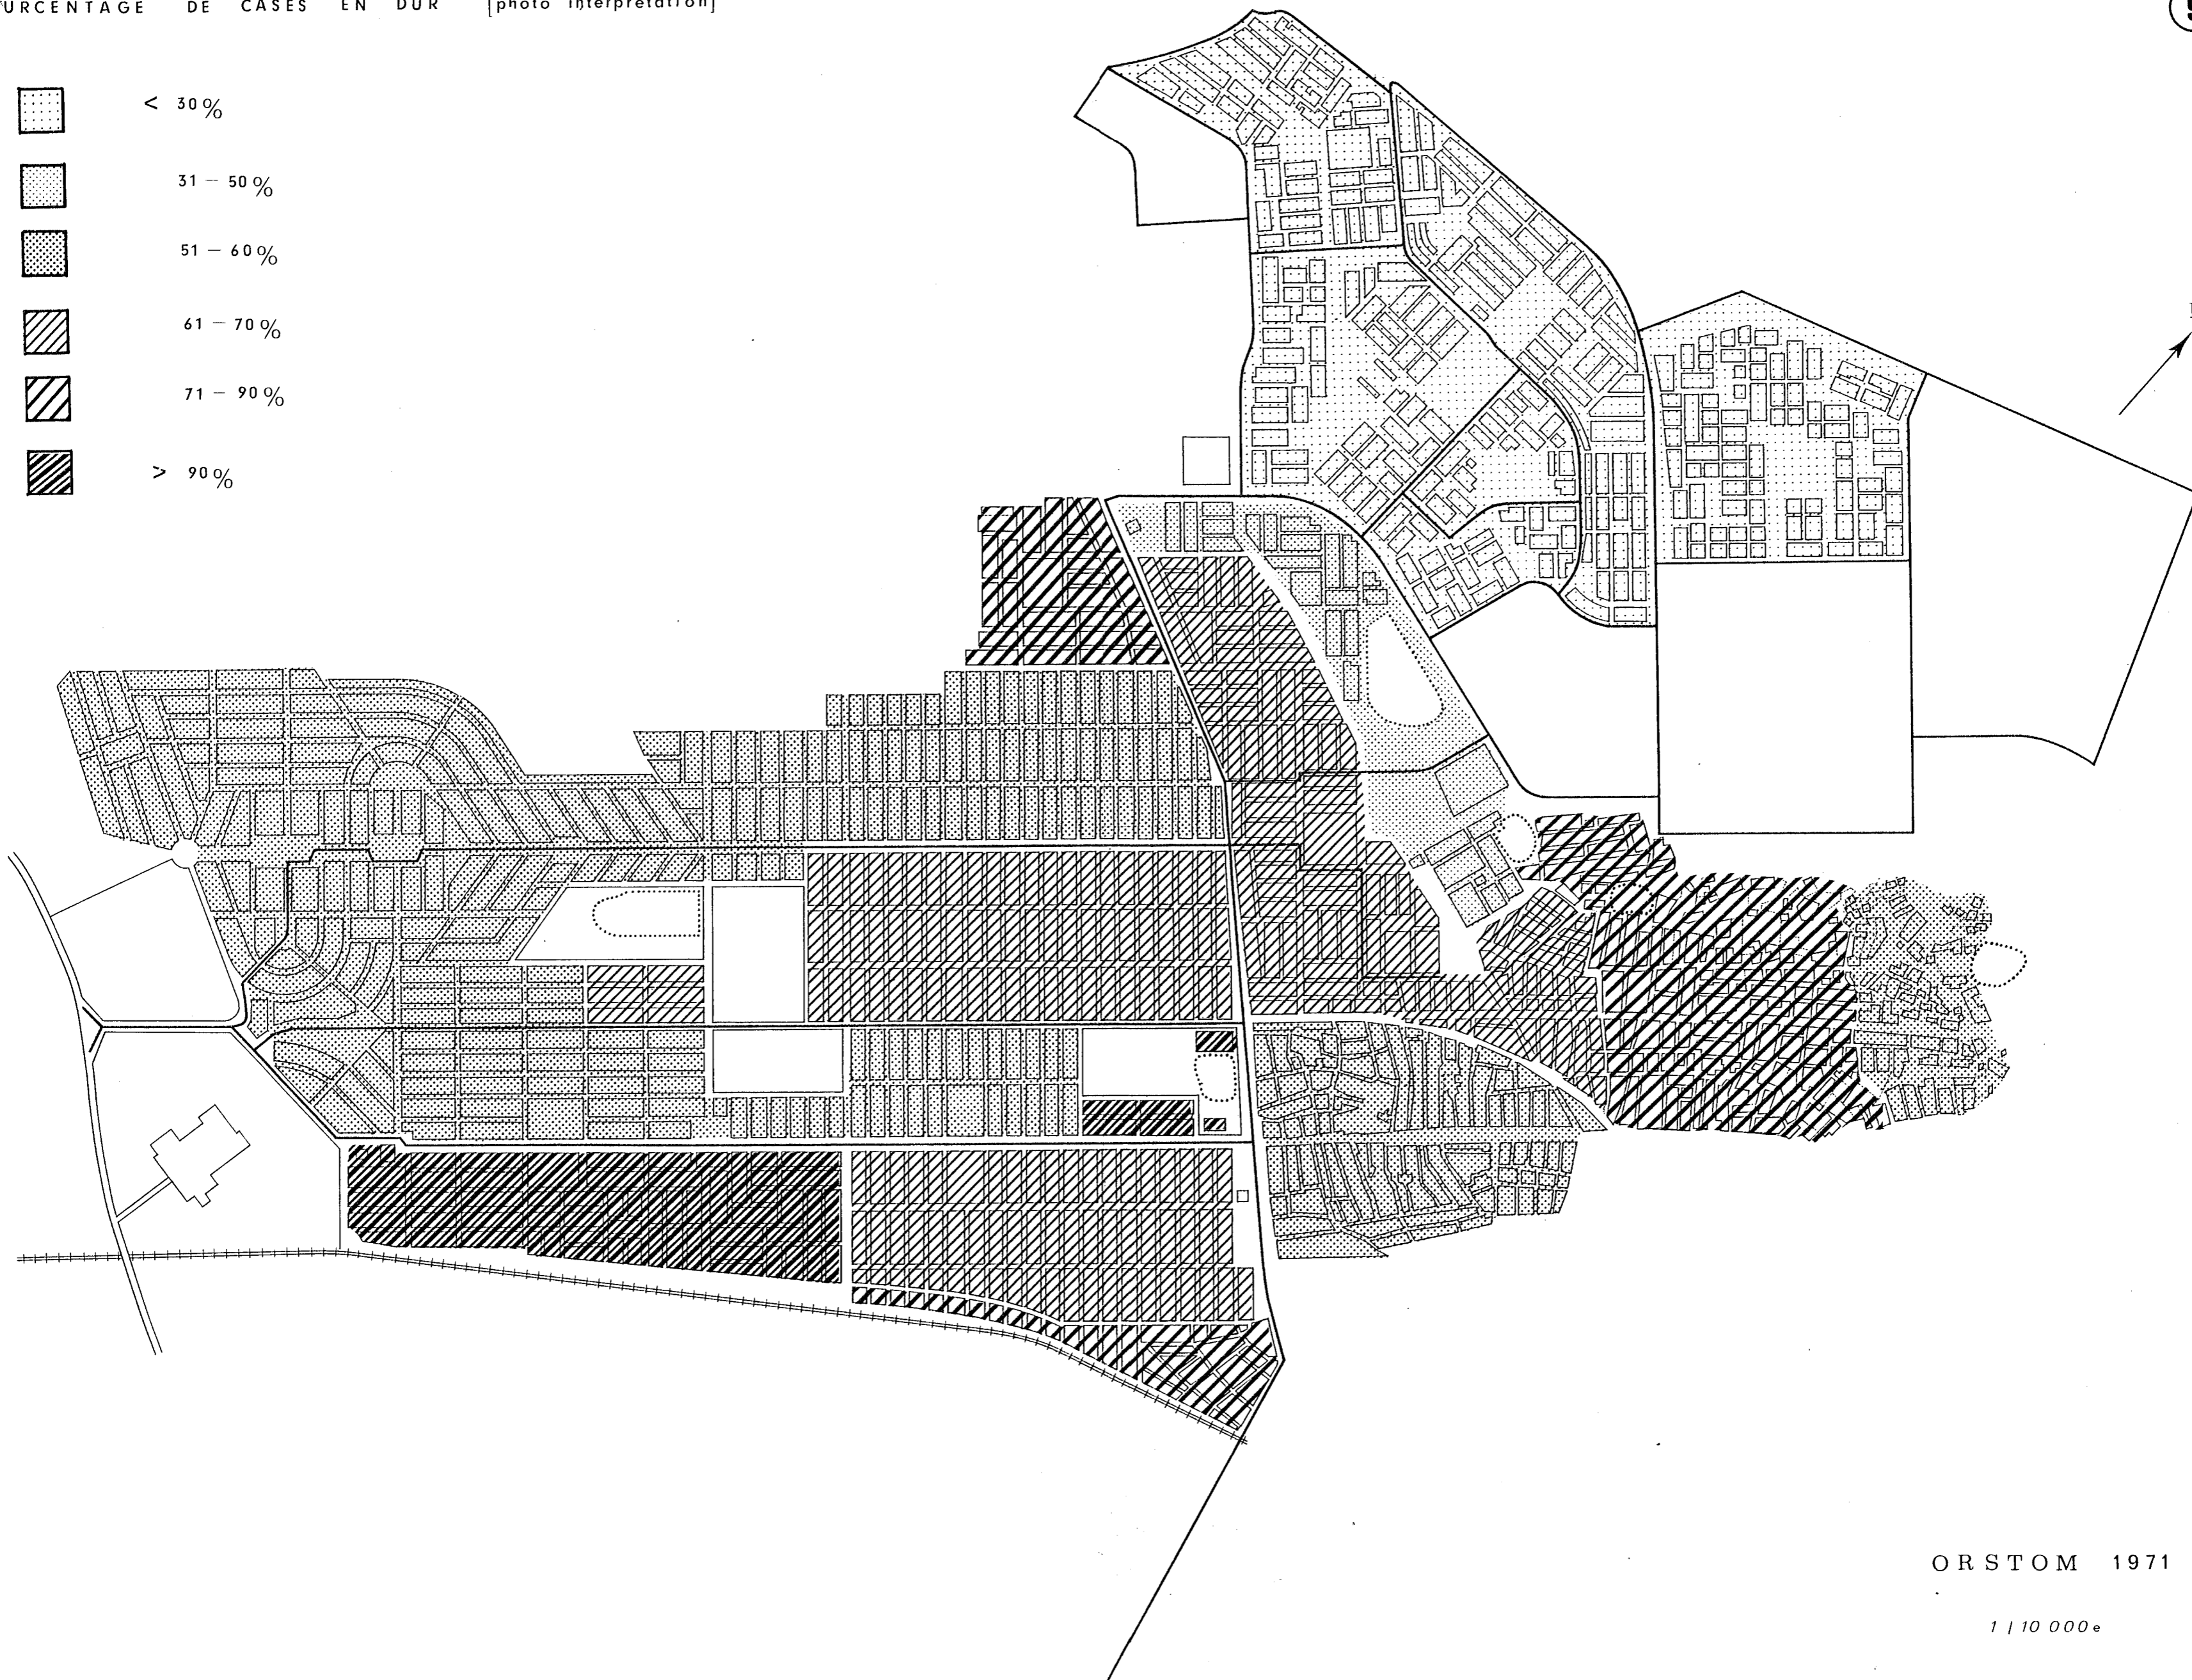 URCENTAGE DE CASES EN DUR [photo interprétation]
< 30%
31 — 50%
51 — 60%
61 — 70%
71 — 90%
> 90%
ORSTOM 1971
1 / 10 000e